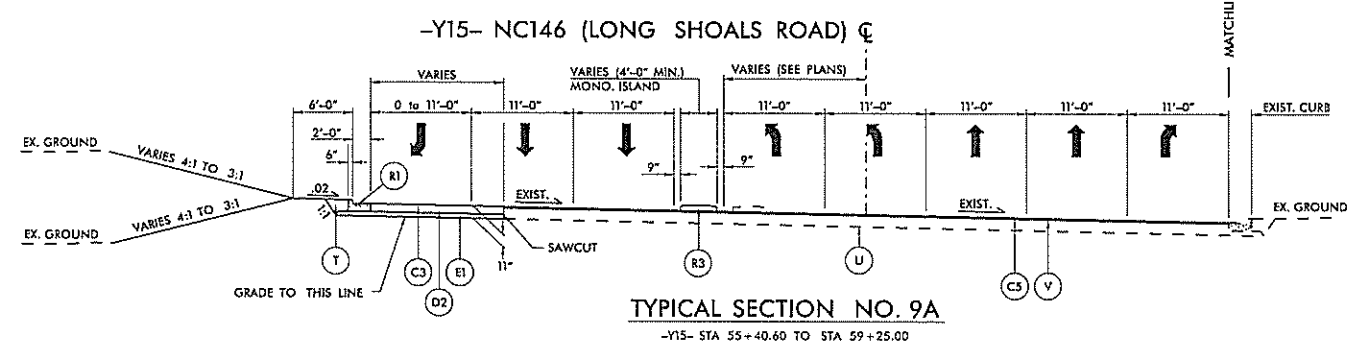 -Y15- NC146 (LONG SHOALS ROAD) ℄
MATCHLI
VARIES
VARIES (4'-0" MIN.)
MONO. ISLAND
VARIES (SEE PLANS)
6'-0"
0 to 11'-0"
11'-0"
11'-0"
11'-0"
11'-0"
11'-0"
11'-0"
11'-0"
EXIST. CURB
2'-0"
6"
R1
9"
9"
EX. GROUND
VARIES 4:1 TO 3:1
.02
EXIST.
EXIST.
EX. GROUND
VARIES 4:1 TO 3:1
EX. GROUND
1:1
SAWCUT
11"
T
C3
D2
E1
R3
U
C5
V
GRADE TO THIS LINE
TYPICAL SECTION NO. 9A
-Y15- STA 55+40.60 TO STA 59+25.00